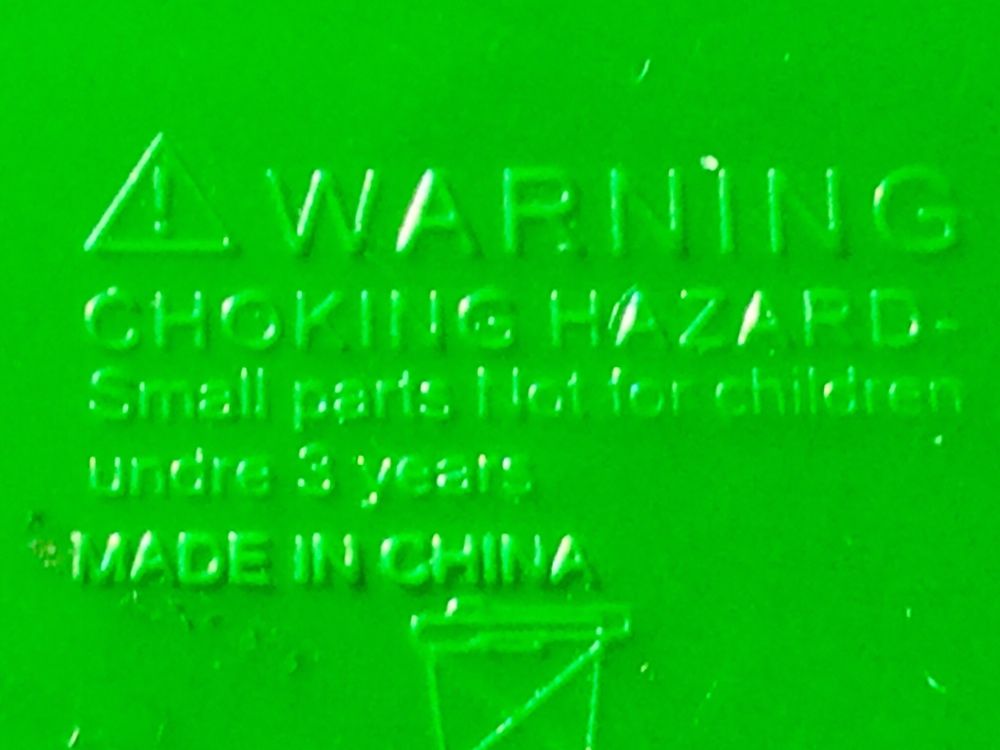 ⚠ WARNING
CHOKING HAZARD-
Small parts Not for children
undre 3 years
MADE IN CHINA